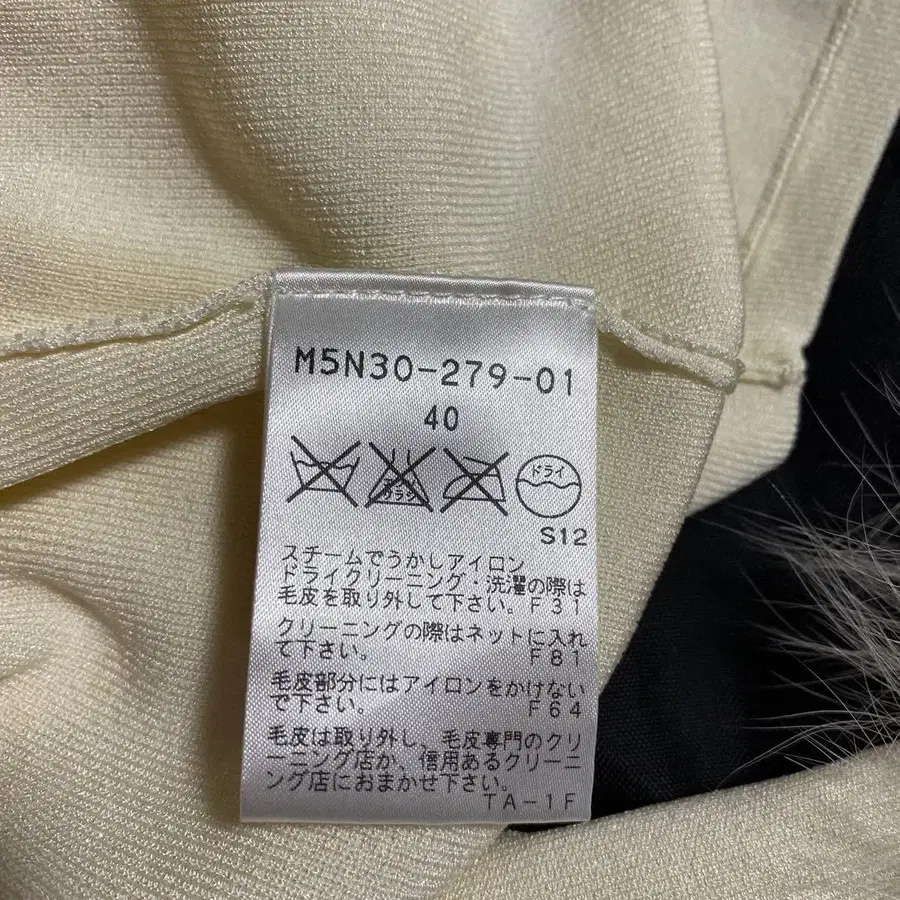 M5N30-279-01
40
ドライ
S12
スチームでうかしアイロン
ドライクリーニング・洗濯の際は
毛皮を取り外して下さい。F31
クリーニングの際はネットに入れ
て下さい。 F81
毛皮部分にはアイロンをかけない
で下さい。 F64
毛皮は取り外し、毛皮専門のクリ
ーニング店か、信用あるクリーニ
ング店におまかせ下さい。
TA-1F